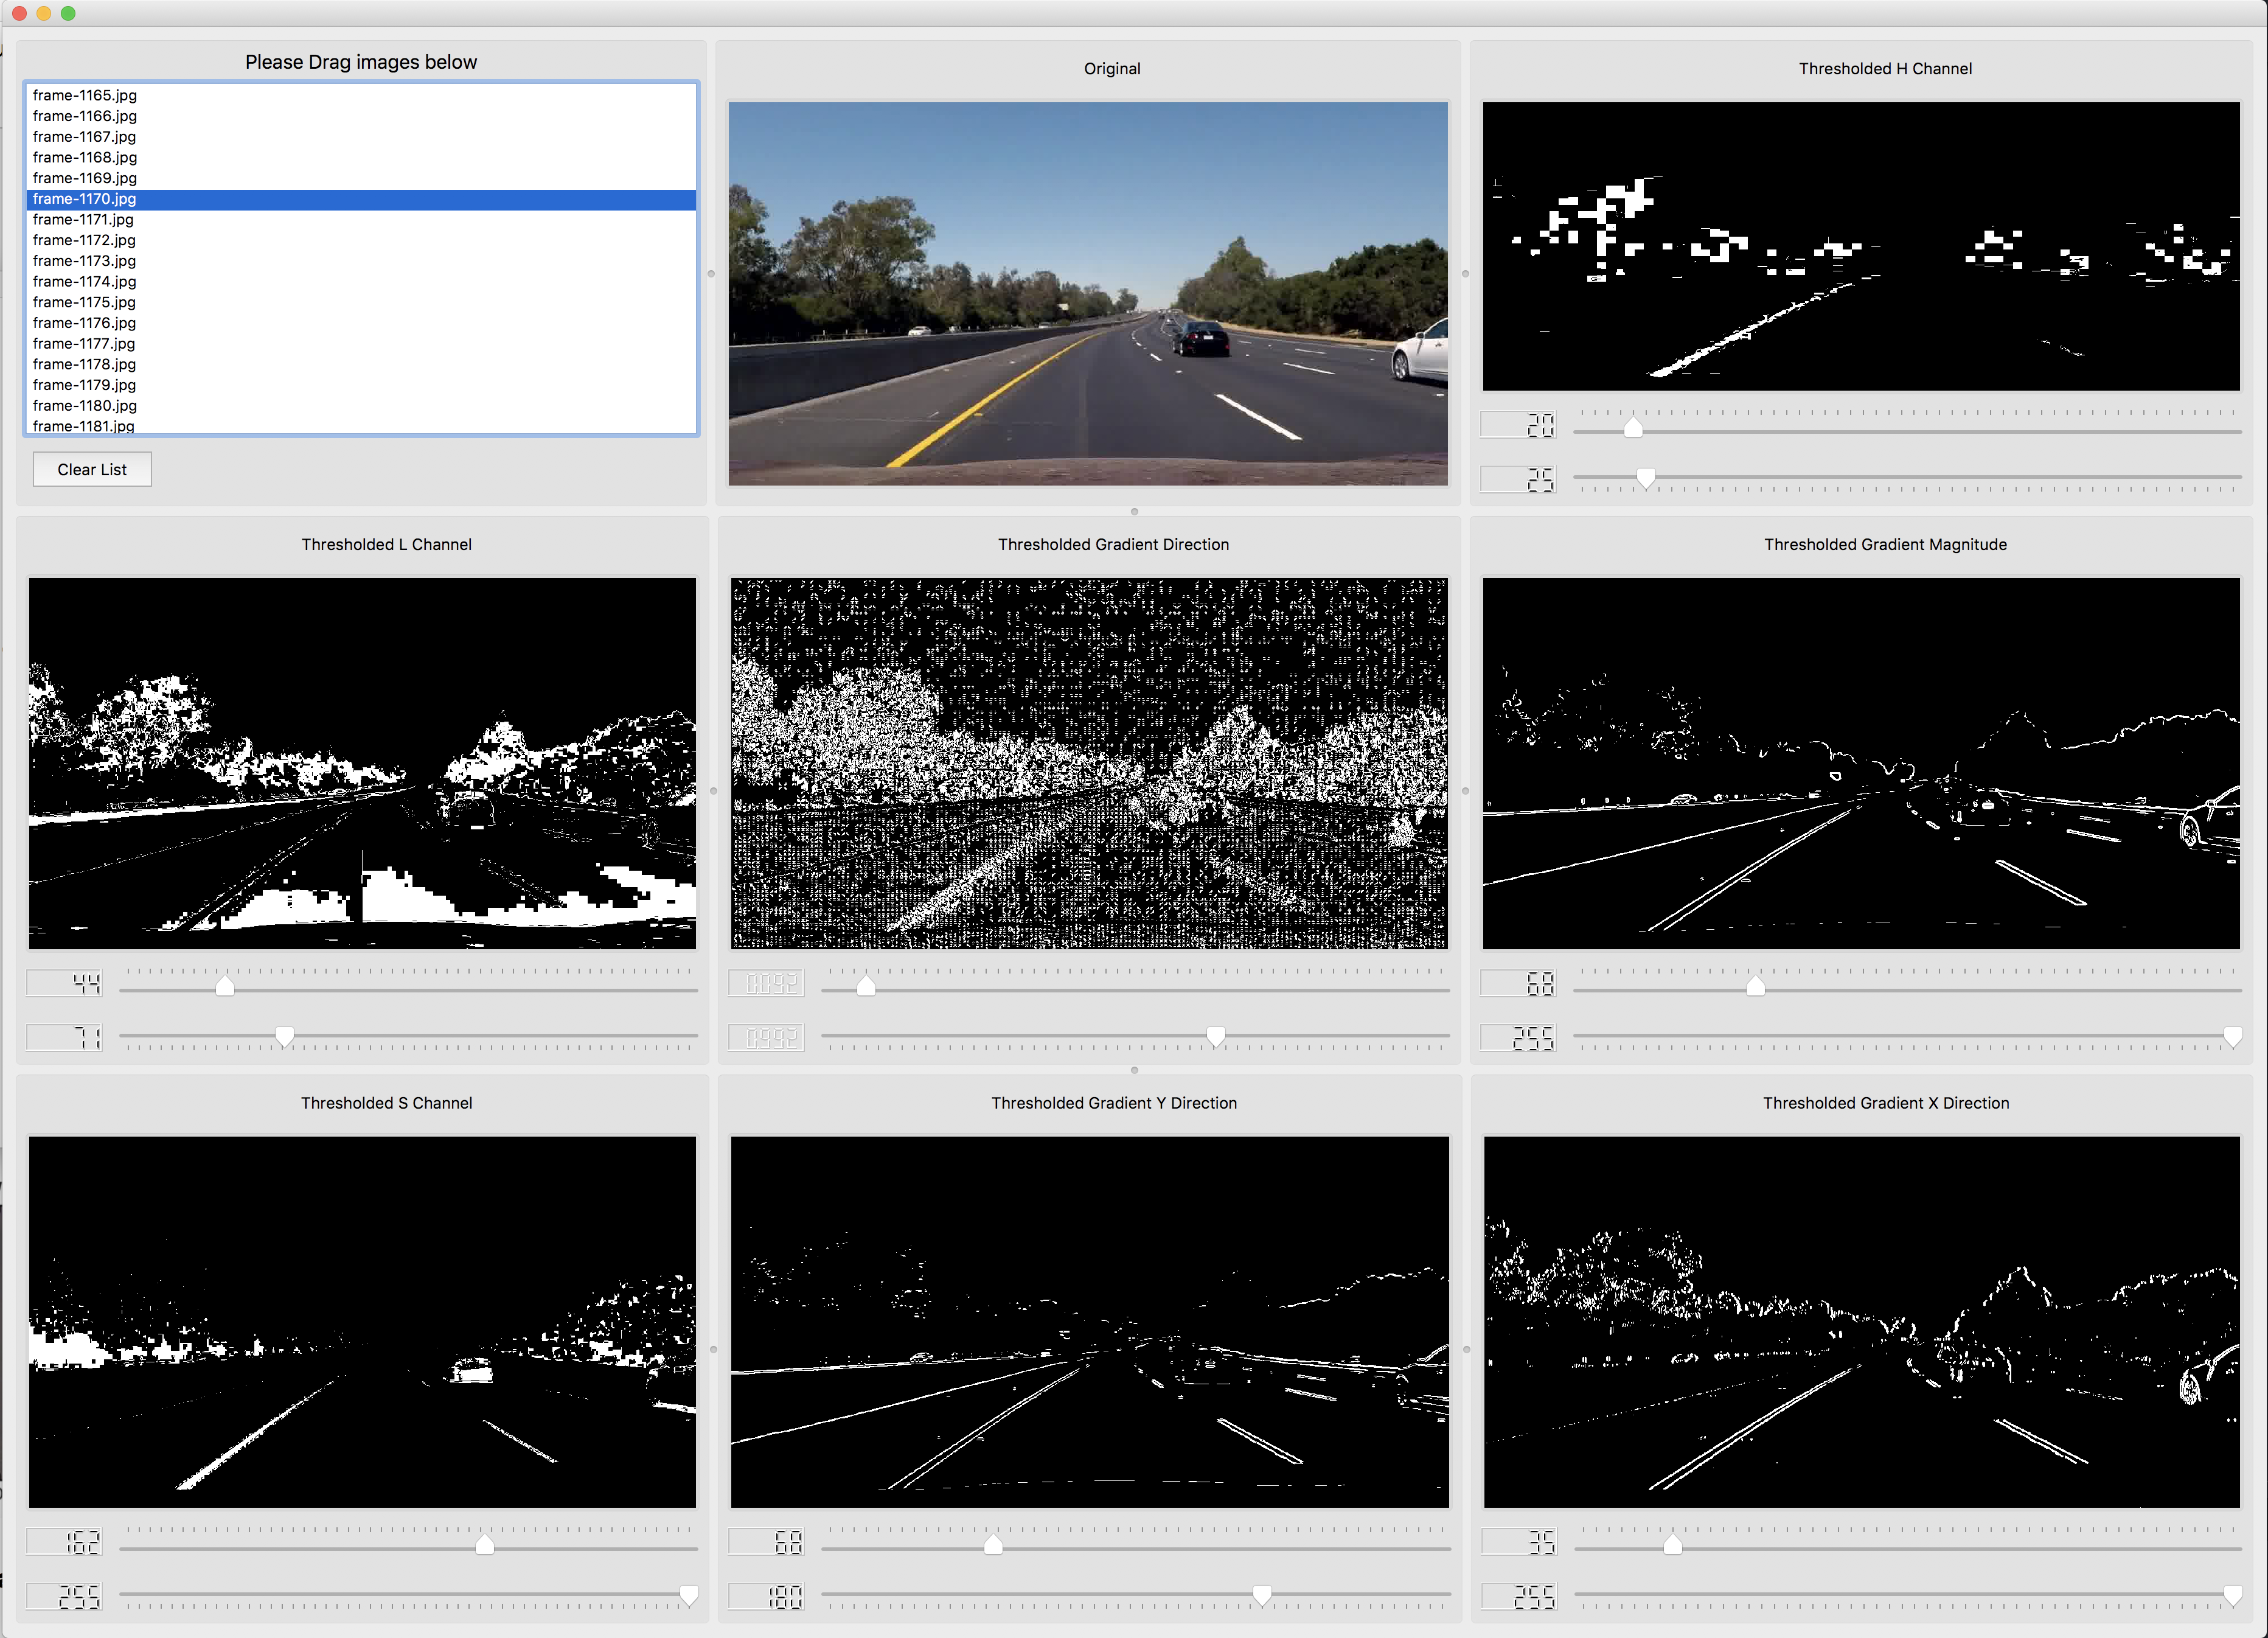 Please Drag images below
frame-1165.jpg
frame-1166.jpg
frame-1167.jpg
frame-1168.jpg
frame-1169.jpg
frame-1170.jpg
frame-1171.jpg
frame-1172.jpg
frame-1173.jpg
frame-1174.jpg
frame-1175.jpg
frame-1176.jpg
frame-1177.jpg
frame-1178.jpg
frame-1179.jpg
frame-1180.jpg
frame-1181.jpg
Clear List
Original
Thresholded H Channel
20
25
Thresholded L Channel
44
71
Thresholded Gradient Direction
0.092
0.992
Thresholded Gradient Magnitude
68
255
Thresholded S Channel
162
255
Thresholded Gradient Y Direction
68
180
Thresholded Gradient X Direction
35
255